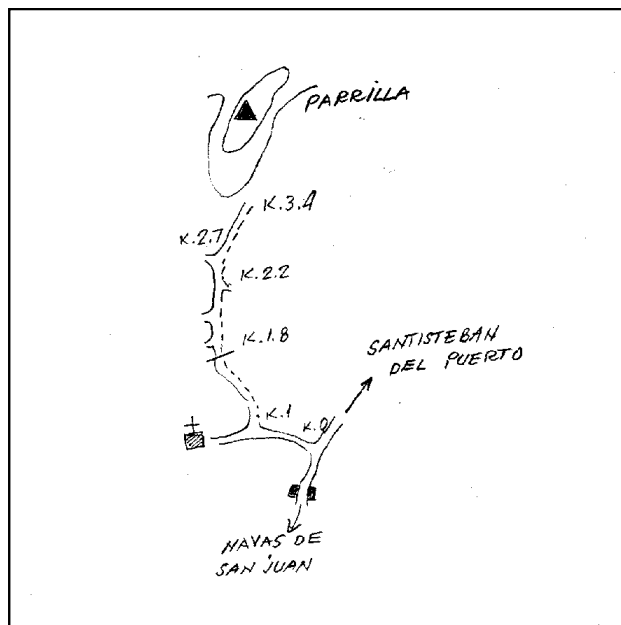 PARRILLA
K.3.4
K.2.7
K.2.2
K.1.8
SANTISTEBAN
DEL PUERTO
K.1
K.0
NAVAS DE
SAN JUAN